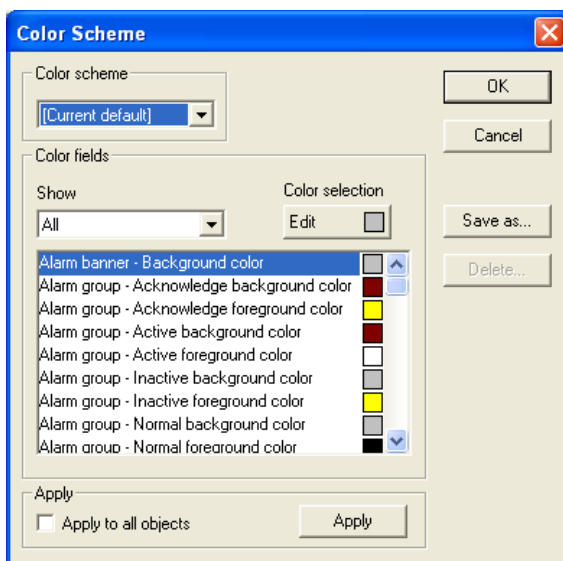 Color Scheme
Color scheme
[Current default]
OK
Cancel
Color fields
Show
Color selection
All
Edit
Save as...
Delete...
Alarm banner - Background color
Alarm group - Acknowledge background color
Alarm group - Acknowledge foreground color
Alarm group - Active background color
Alarm group - Active foreground color
Alarm group - Inactive background color
Alarm group - Inactive foreground color
Alarm group - Normal background color
Alarm group - Normal foreground color
Apply
Apply to all objects
Apply